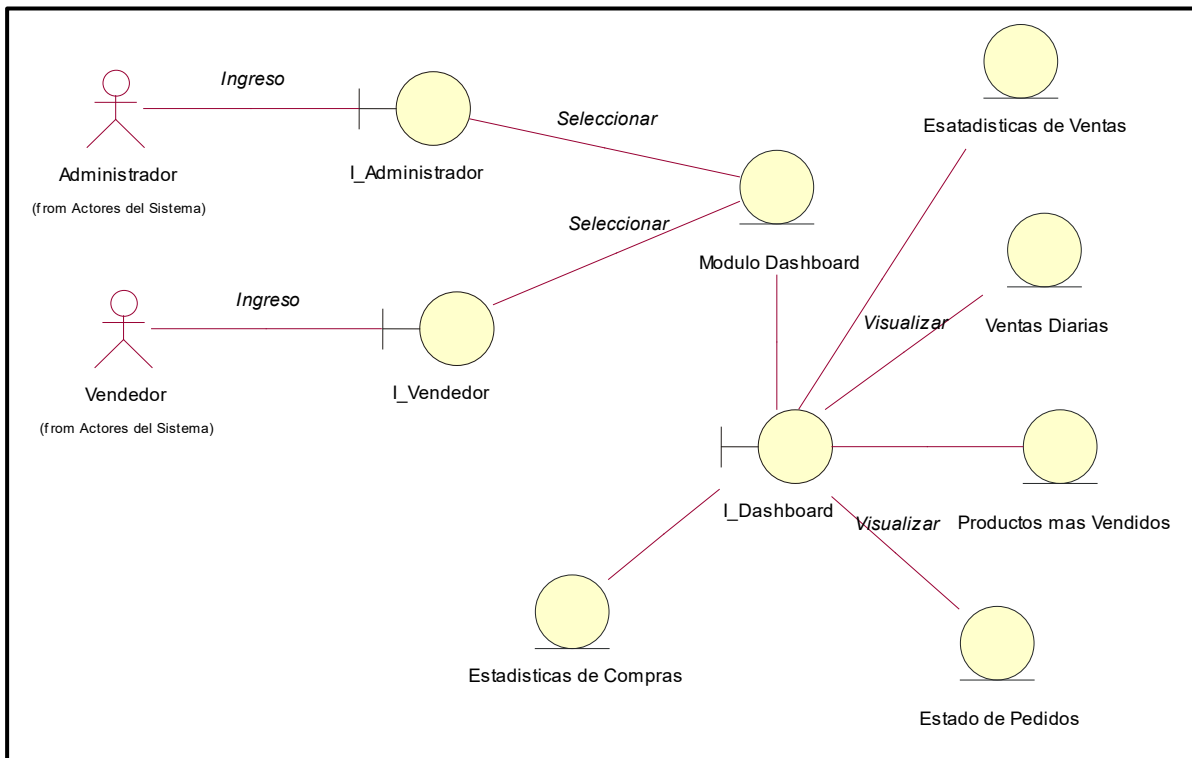 Ingreso
Administrador
(from Actores del Sistema)
I_Administrador
Seleccionar
Esatadisticas de Ventas
Seleccionar
Modulo Dashboard
Ingreso
Vendedor
(from Actores del Sistema)
I_Vendedor
Visualizar
Ventas Diarias
I_Dashboard
Visualizar
Productos mas Vendidos
Estadisticas de Compras
Estado de Pedidos